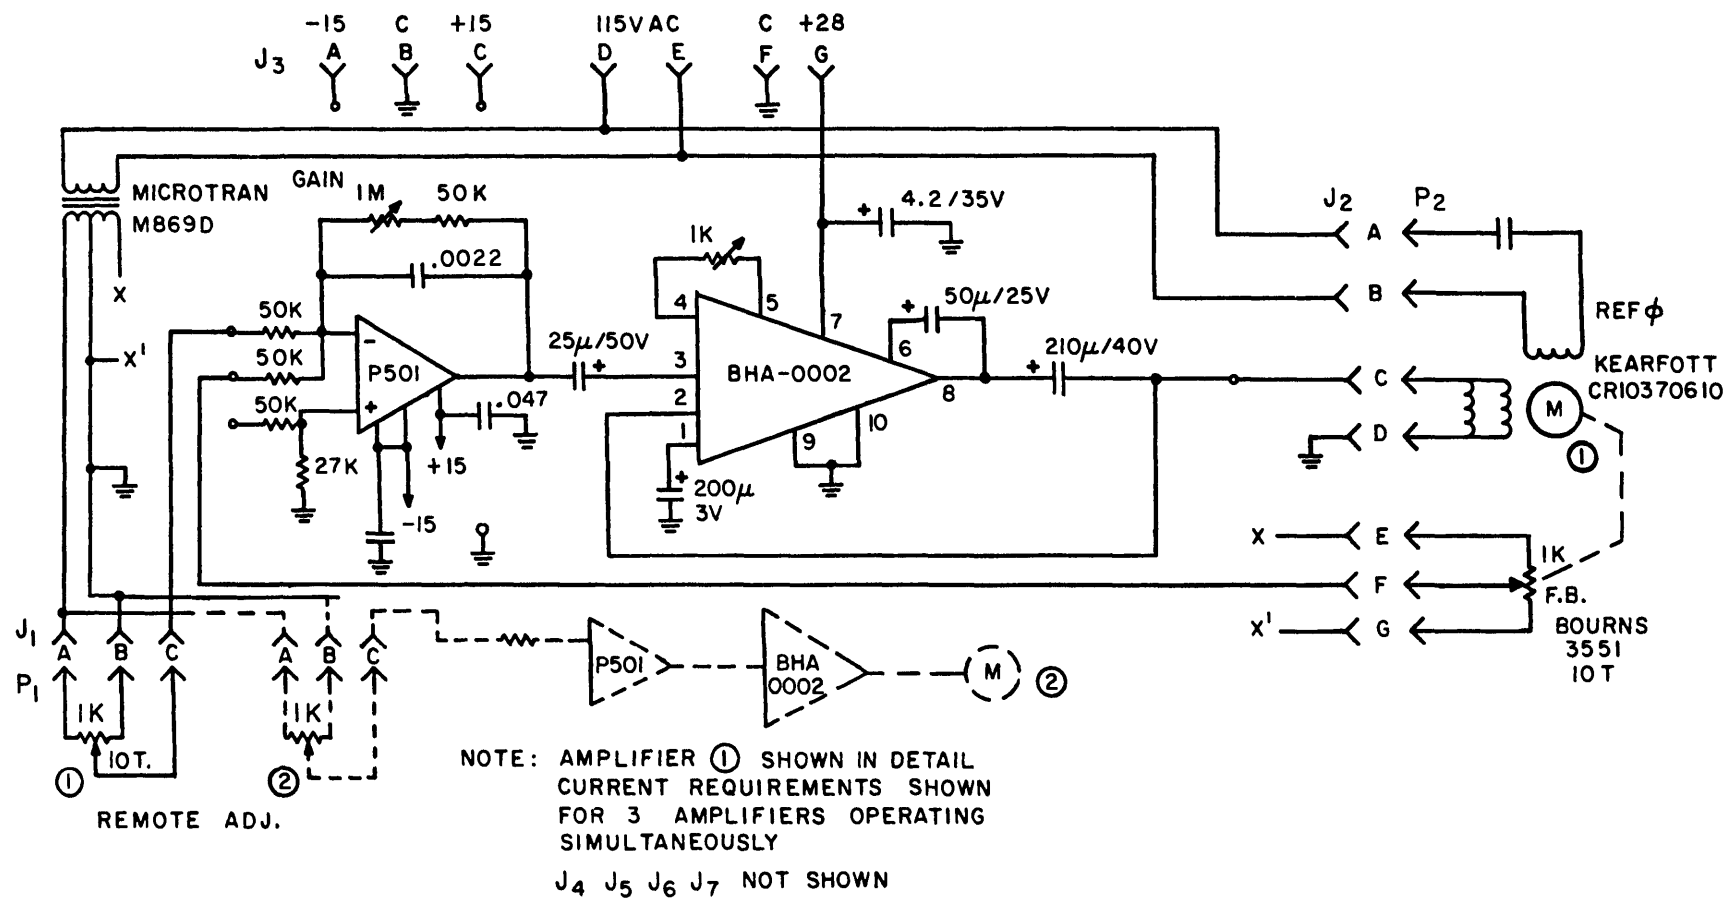 -15 C +15 115V AC C +28
J3 A B C D E F G
MICROTRAN
M869D
GAIN
1M 50K
.0022
X
X'
50K
50K
50K
27K
-
+
P501
.047
+15
-15
25μ/50V
+
1K
4 5
3
2
1
BHA-0002
7
6
8
9 10
+ 4.2/35V
+ 50μ/25V
+ 210μ/40V
+ 200μ
3V
J2 P2
A
B
C
D
X E
F
X' G
REF ϕ
KEARFOTT
CR10370610
M
1
1K
F.B.
BOURNS
3551
10T
J1 A B C A B C
P1
1K 1K
10T.
1 2
REMOTE ADJ.
P501
BHA
0002
M
2
NOTE: AMPLIFIER 1 SHOWN IN DETAIL
CURRENT REQUIREMENTS SHOWN
FOR 3 AMPLIFIERS OPERATING
SIMULTANEOUSLY
J4 J5 J6 J7 NOT SHOWN